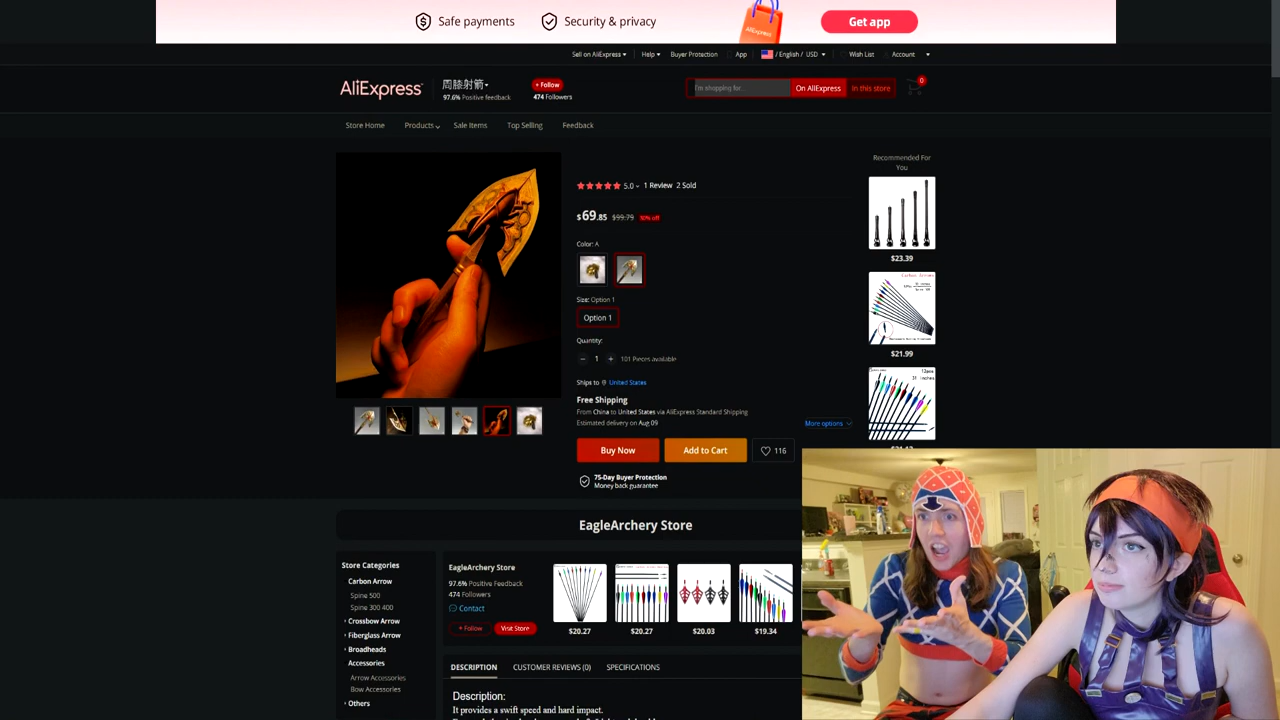 Safe payments
Security & privacy
AliExpress
Get app
Sell on AliExpress
Help
Buyer Protection
App
/ English / USD
Wish List
Account
AliExpress
97.6% Positive feedback
+ Follow
474 Followers
I'm shopping for...
On AliExpress
In this store
0
Store Home
Products
Sale Items
Top Selling
Feedback
5.0
1 Review
2 Sold
$69.85
$99.79
Color: A
Size: Option 1
Option 1
Quantity:
1
101 Pieces available
Ships to
United States
Free Shipping
From China to United States via AliExpress Standard Shipping
Estimated delivery on Aug 09
More options
Buy Now
Add to Cart
116
75-Day Buyer Protection
Money back guarantee
Recommended For
You
$23.39
$21.99
EagleArchery Store
Store Categories
Carbon Arrow
Spine 500
Spine 300 400
Crossbow Arrow
Fiberglass Arrow
Broadheads
Accessories
Arrow Accessories
Bow Accessories
Others
EagleArchery Store
97.6% Positive Feedback
474 Followers
Contact
+ Follow
Visit Store
$20.27
$20.27
$20.03
$19.34
DESCRIPTION
CUSTOMER REVIEWS (0)
SPECIFICATIONS
Description:
It provides a swift speed and hard impact.